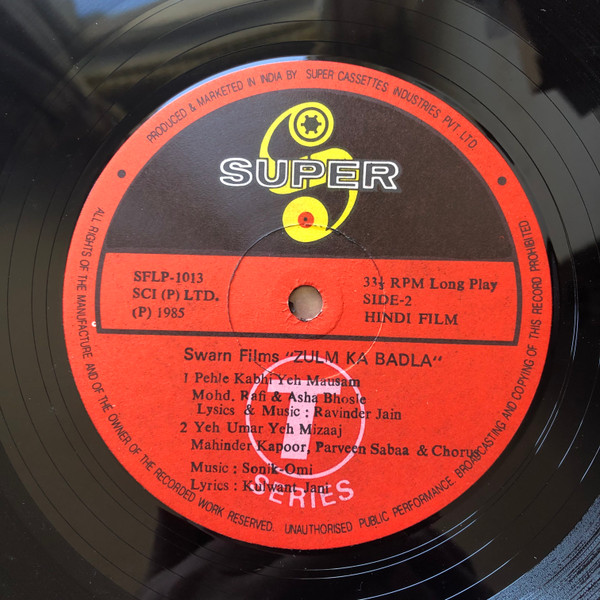 PRODUCED & MARKETED IN INDIA BY SUPER CASSETTES INDUSTRIES PVT LTD.
SUPER
SFLP-1013
SCI (P) LTD.
(P) 1985
33⅓ RPM Long Play
SIDE-2
HINDI FILM
Swarn Films "ZULM KA BADLA"
1 Pehle Kabhi Yeh Mausam
Mohd. Rafi & Asha Bhosle
Lyrics & Music : Ravinder Jain
2 Yeh Umar Yeh Mizaaj
Mahinder Kapoor, Parveen Sabaa & Chorus
Music : Sonik-Omi
Lyrics : Kulwant Jani
T
SERIES
ALL RIGHTS OF THE MANUFACTURE AND OF THE OWNER OF THE RECORDED WORK RESERVED. UNAUTHORISED PUBLIC PERFORMANCE, BROADCASTING AND COPYING OF THIS RECORD PROHIBITED